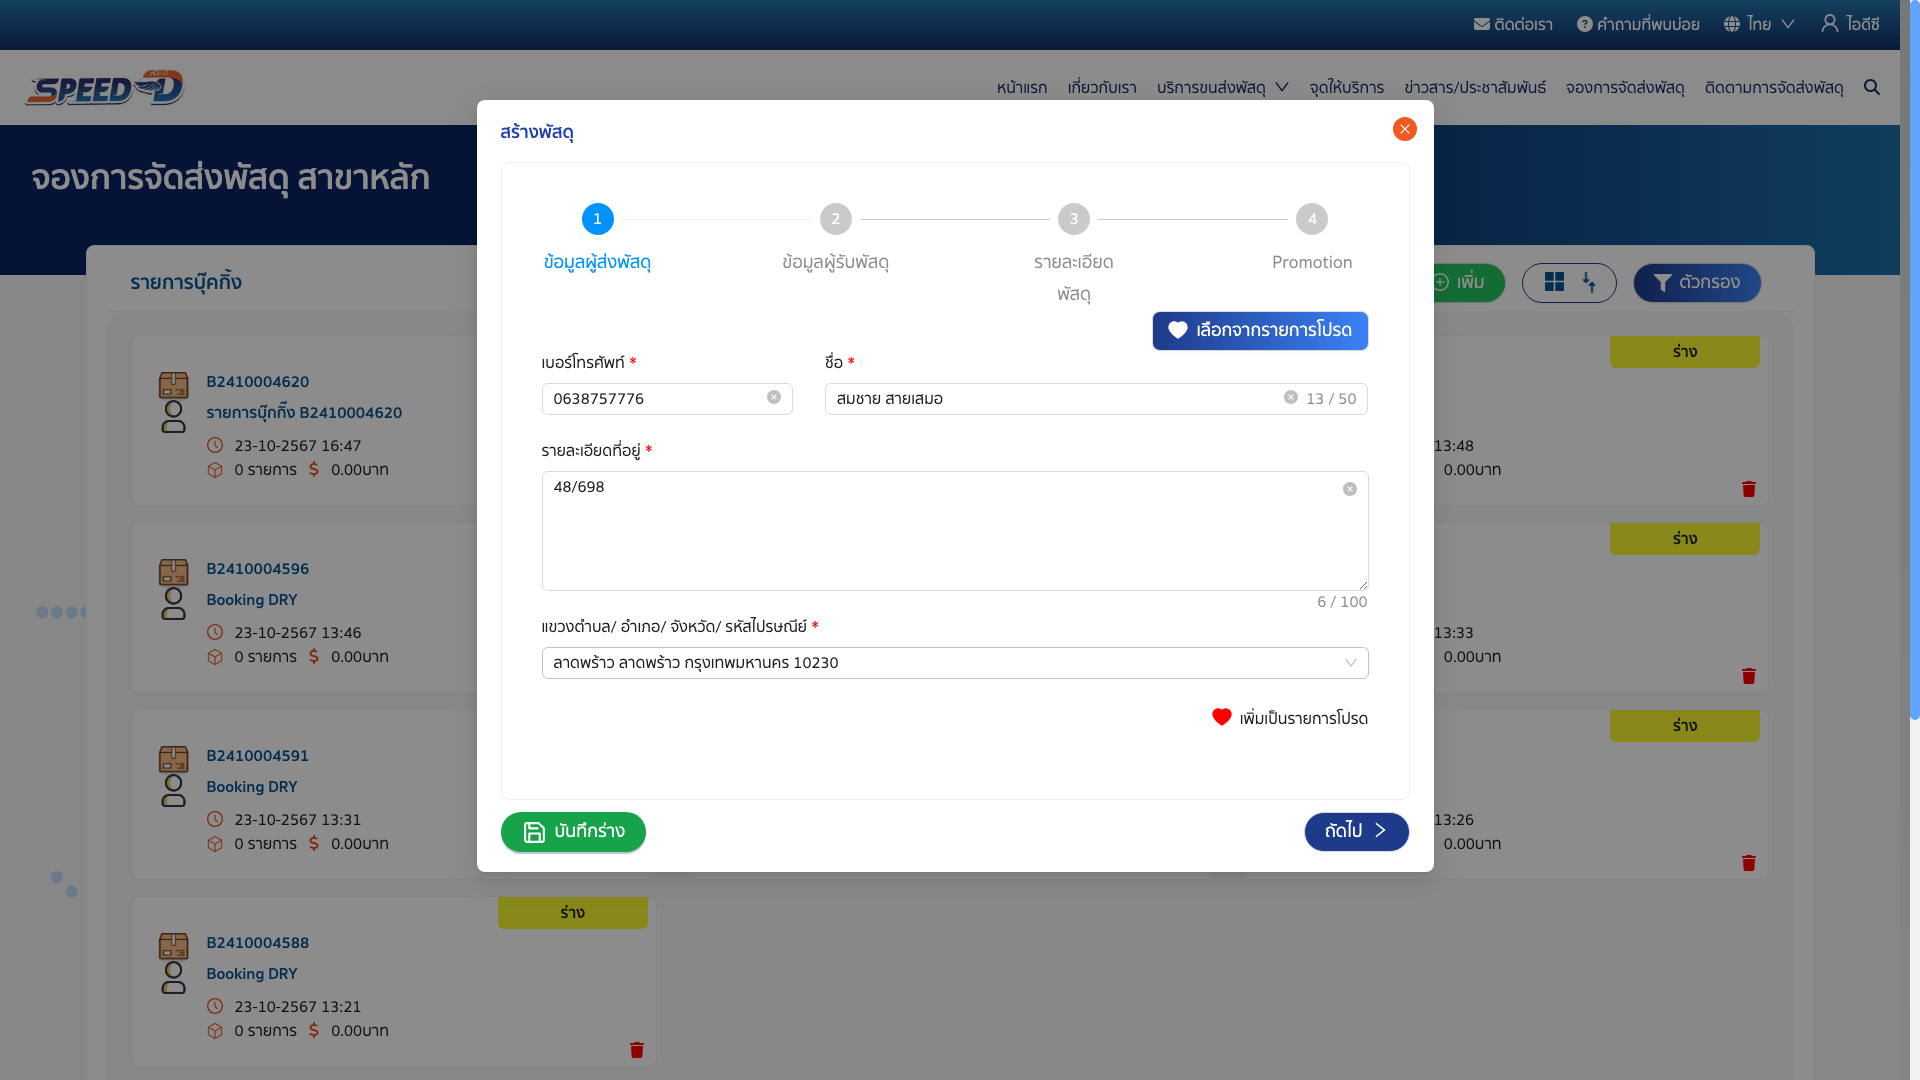 ติดต่อเรา
คำถามที่พบบ่อย
ไทย
ไอดีซี
SPEED-D
หน้าแรก
เกี่ยวกับเรา
บริการขนส่งพัสดุ
จุดให้บริการ
ข่าวสาร/ประชาสัมพันธ์
จองการจัดส่งพัสดุ
ติดตามการจัดส่งพัสดุ
จองการจัดส่งพัสดุ สาขาหลัก
รายการบุ๊คกิ้ง
เพิ่ม
ตัวกรอง
สร้างพัสดุ
1
2
3
4
ข้อมูลผู้ส่งพัสดุ
ข้อมูลผู้รับพัสดุ
รายละเอียด
พัสดุ
Promotion
เลือกจากรายการโปรด
เบอร์โทรศัพท์ *
ชื่อ *
0638757776
สมชาย สายเสมอ
13 / 50
รายละเอียดที่อยู่ *
48/698
6 / 100
แขวงตำบล/ อำเภอ/ จังหวัด/ รหัสไปรษณีย์ *
ลาดพร้าว ลาดพร้าว กรุงเทพมหานคร 10230
เพิ่มเป็นรายการโปรด
บันทึกร่าง
ถัดไป
B2410004620
รายการบุ๊กกิ้ง B2410004620
23-10-2567 16:47
0 รายการ 0.00บาท
B2410004596
Booking DRY
23-10-2567 13:46
0 รายการ 0.00บาท
B2410004591
Booking DRY
23-10-2567 13:31
0 รายการ 0.00บาท
ร่าง
B2410004588
Booking DRY
23-10-2567 13:21
0 รายการ 0.00บาท
ร่าง
13:48
0.00บาท
ร่าง
13:33
0.00บาท
ร่าง
13:26
0.00บาท